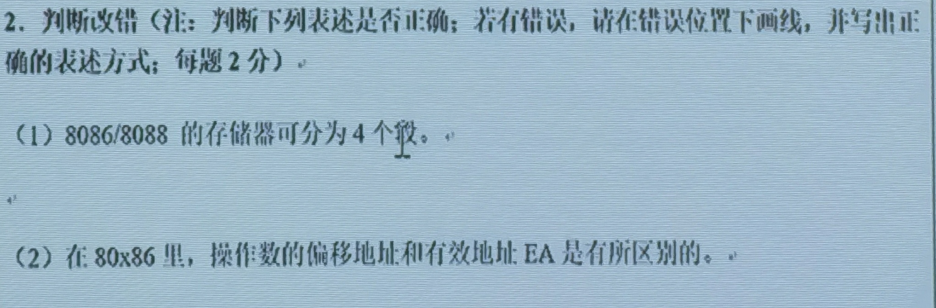 2. 判断改错（注：判断下列表述是否正确；若有错误，请在错误位置下画线，并写出正
确的表述方式；每题 2 分）。
（1）8086/8088 的存储器可分为 4 个段。
（2）在 80x86 里，操作数的偏移地址和有效地址 EA 是有所区别的。